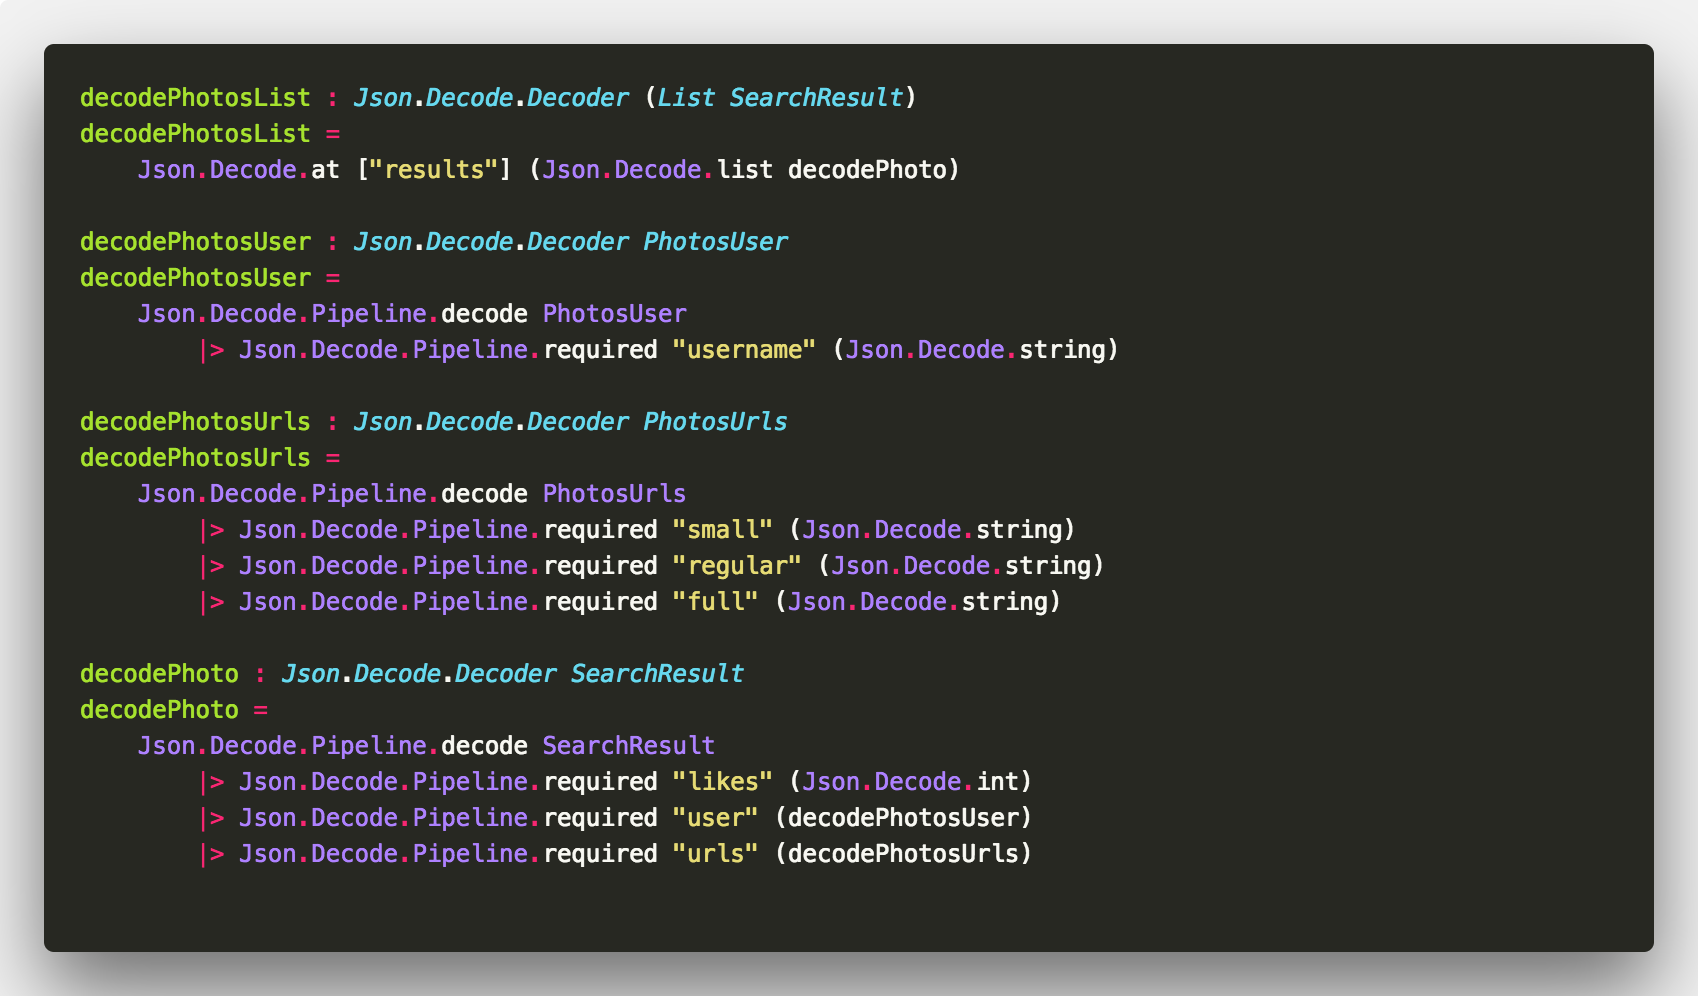 decodePhotosList : Json.Decode.Decoder (List SearchResult)
decodePhotosList =
    Json.Decode.at ["results"] (Json.Decode.list decodePhoto)

decodePhotosUser : Json.Decode.Decoder PhotosUser
decodePhotosUser =
    Json.Decode.Pipeline.decode PhotosUser
        |> Json.Decode.Pipeline.required "username" (Json.Decode.string)

decodePhotosUrls : Json.Decode.Decoder PhotosUrls
decodePhotosUrls =
    Json.Decode.Pipeline.decode PhotosUrls
        |> Json.Decode.Pipeline.required "small" (Json.Decode.string)
        |> Json.Decode.Pipeline.required "regular" (Json.Decode.string)
        |> Json.Decode.Pipeline.required "full" (Json.Decode.string)

decodePhoto : Json.Decode.Decoder SearchResult
decodePhoto =
    Json.Decode.Pipeline.decode SearchResult
        |> Json.Decode.Pipeline.required "likes" (Json.Decode.int)
        |> Json.Decode.Pipeline.required "user" (decodePhotosUser)
        |> Json.Decode.Pipeline.required "urls" (decodePhotosUrls)